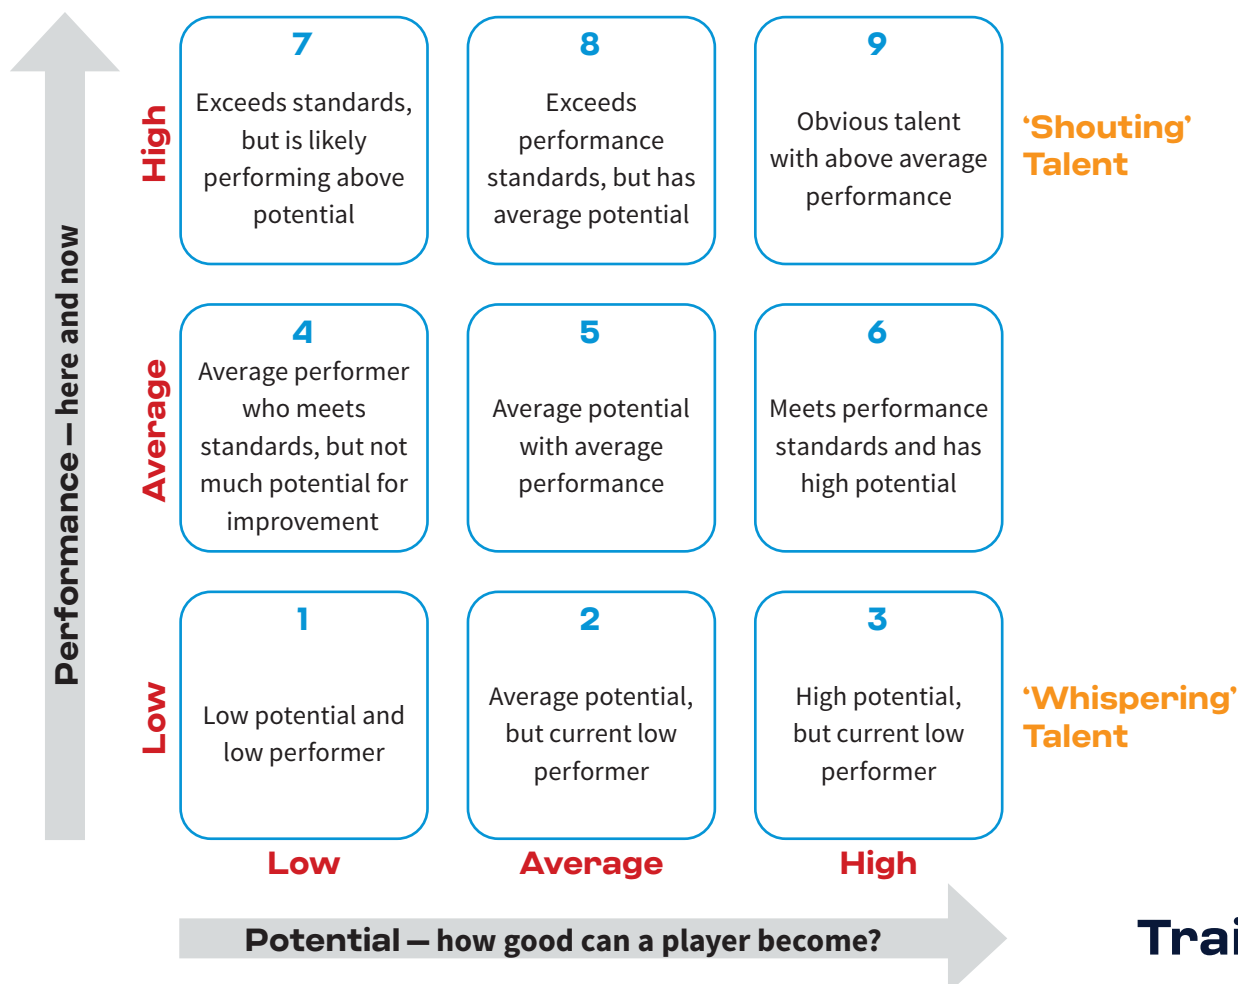 7
Exceeds standards,
but is likely
performing above
potential
8
Exceeds
performance
standards, but has
average potential
9
Obvious talent
with above average
performance
‘Shouting’
Talent
High
4
Average performer
who meets
standards, but not
much potential for
improvement
5
Average potential
with average
performance
6
Meets performance
standards and has
high potential
Average
Performance – here and now
1
Low potential and
low performer
2
Average potential,
but current low
performer
3
High potential,
but current low
performer
‘Whispering’
Talent
Low
Low
Average
High
Potential – how good can a player become?